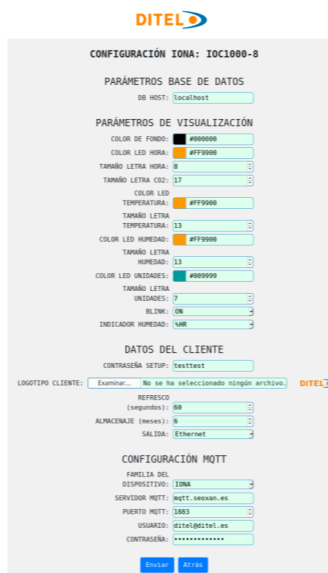 DITEL
CONFIGURACIÓN IONA: IOC1000-8
PARÁMETROS BASE DE DATOS
DB HOST: localhost
PARÁMETROS DE VISUALIZACIÓN
COLOR DE FONDO: #000000
COLOR LED HORA: #FF9900
TAMAÑO LETRA HORA: 8
TAMAÑO LETRA CO2: 17
COLOR LED
TEMPERATURA: #FF9900
TAMAÑO LETRA
TEMPERATURA: 13
COLOR LED HUMEDAD: #FF9900
TAMAÑO LETRA
HUMEDAD: 13
COLOR LED UNIDADES: #009999
TAMAÑO LETRA
UNIDADES: 7
BLINK: ON
INDICADOR HUMEDAD: %HR
DATOS DEL CLIENTE
CONTRASEÑA SETUP: testtest
LOGOTIPO CLIENTE: Examinar... No se ha seleccionado ningún archivo. DITEL
REFRESCO
(segundos): 60
ALMACENAJE (meses): 6
SALIDA: Ethernet
CONFIGURACIÓN MQTT
FAMILIA DEL
DISPOSITIVO: IONA
SERVIDOR MQTT: mqtt.seoxan.es
PUERTO MQTT: 1883
USUARIO: ditel@ditel.es
CONTRASEÑA: •••••••••••••
Enviar Atrás